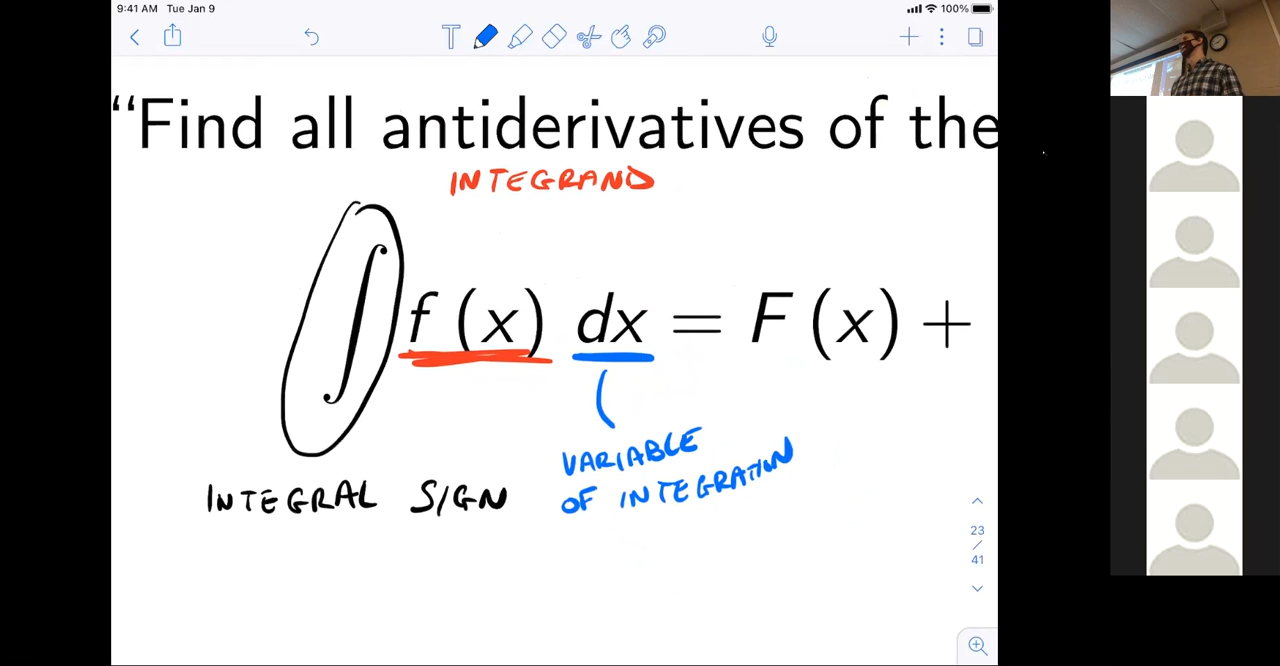 9:41 AM Tue Jan 9
100%
T
“Find all antiderivatives of the
INTEGRAND
∫ f (x) dx = F (x) +
VARIABLE
OF INTEGRATION
INTEGRAL SIGN
23
/
41